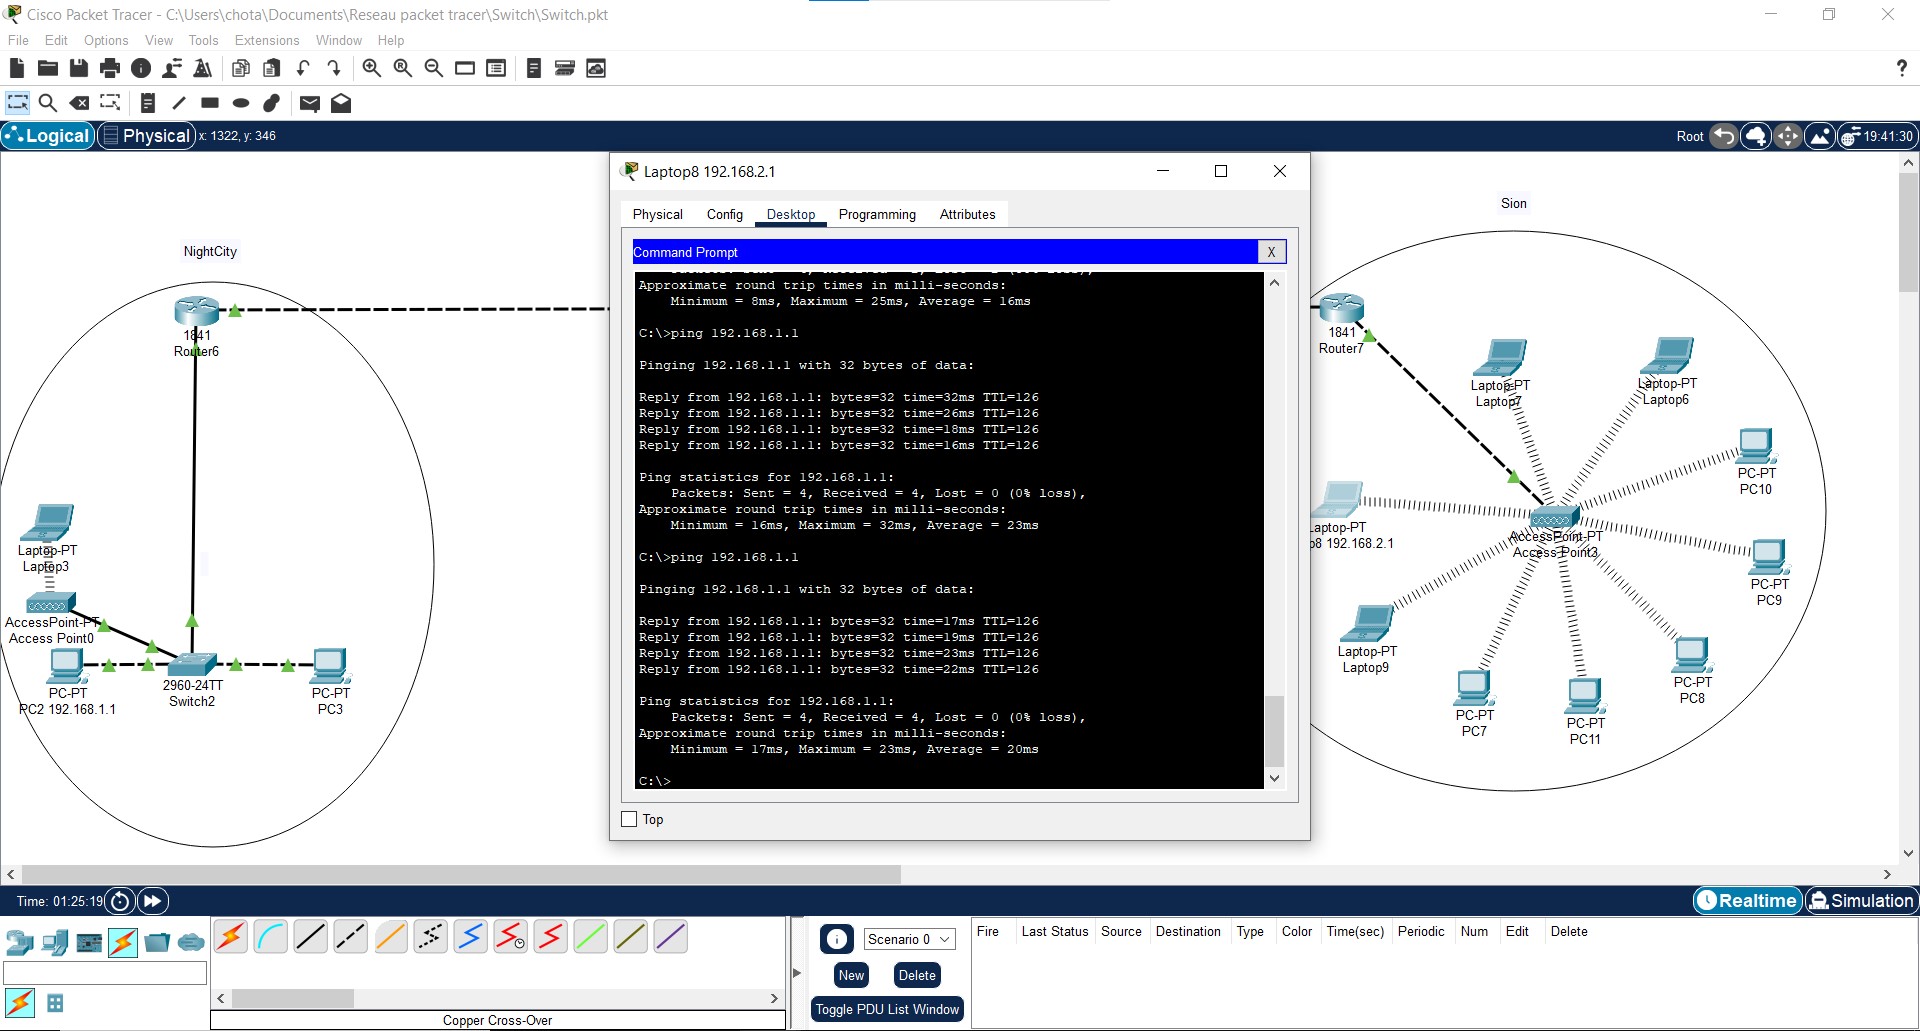 Cisco Packet Tracer - C:\Users\chota\Documents\Reseau packet tracer\Switch\Switch.pkt
File Edit Options View Tools Extensions Window Help
?
Logical Physical x: 1322, y: 346
Root 19:41:30
NightCity
1841
Router6
Laptop-PT
Laptop3
AccessPoint-PT
Access Point0
PC-PT
PC2 192.168.1.1
2960-24TT
Switch2
PC-PT
PC3
Laptop8 192.168.2.1
Physical Config Desktop Programming Attributes
Command Prompt
X
Approximate round trip times in milli-seconds:
Minimum = 8ms, Maximum = 25ms, Average = 16ms
C:\>ping 192.168.1.1
Pinging 192.168.1.1 with 32 bytes of data:
Reply from 192.168.1.1: bytes=32 time=32ms TTL=126
Reply from 192.168.1.1: bytes=32 time=26ms TTL=126
Reply from 192.168.1.1: bytes=32 time=18ms TTL=126
Reply from 192.168.1.1: bytes=32 time=16ms TTL=126
Ping statistics for 192.168.1.1:
Packets: Sent = 4, Received = 4, Lost = 0 (0% loss),
Approximate round trip times in milli-seconds:
Minimum = 16ms, Maximum = 32ms, Average = 23ms
C:\>ping 192.168.1.1
Pinging 192.168.1.1 with 32 bytes of data:
Reply from 192.168.1.1: bytes=32 time=17ms TTL=126
Reply from 192.168.1.1: bytes=32 time=19ms TTL=126
Reply from 192.168.1.1: bytes=32 time=23ms TTL=126
Reply from 192.168.1.1: bytes=32 time=22ms TTL=126
Ping statistics for 192.168.1.1:
Packets: Sent = 4, Received = 4, Lost = 0 (0% loss),
Approximate round trip times in milli-seconds:
Minimum = 17ms, Maximum = 23ms, Average = 20ms
C:\>
Top
Sion
1841
Router7
Laptop-PT
Laptop7
Laptop-PT
Laptop6
PC-PT
PC10
aptop-PT
p8 192.168.2.1
AccessPoint-PT
Access Point3
PC-PT
PC9
Laptop-PT
Laptop9
PC-PT
PC8
PC-PT
PC7
PC-PT
PC11
Time: 01:25:19
Realtime Simulation
Scenario 0
New Delete
Toggle PDU List Window
Fire Last Status Source Destination Type Color Time(sec) Periodic Num Edit Delete
Copper Cross-Over